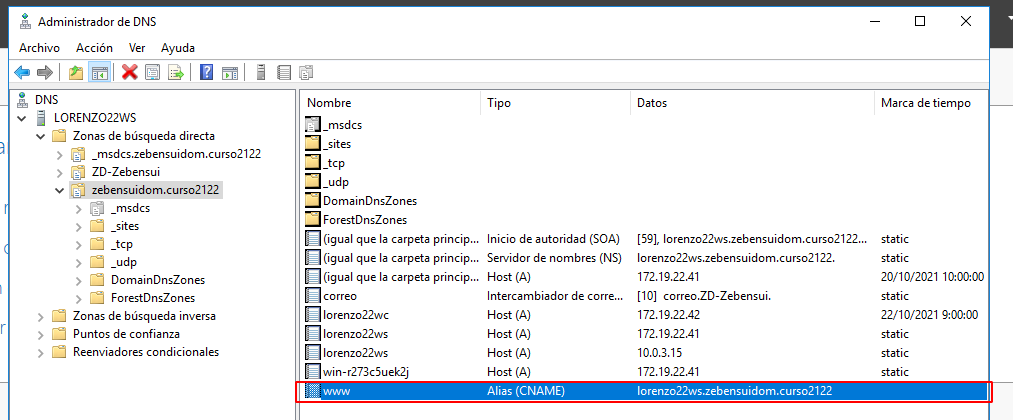 Administrador de DNS
Archivo Acción Ver Ayuda
DNS
LORENZO22WS
Zonas de búsqueda directa
_msdcs.zebensuidom.curso2122
ZD-Zebensui
zebensuidom.curso2122
_msdcs
_sites
_tcp
_udp
DomainDnsZones
ForestDnsZones
Zonas de búsqueda inversa
Puntos de confianza
Reenviadores condicionales
Nombre Tipo Datos Marca de tiempo
_msdcs
_sites
_tcp
_udp
DomainDnsZones
ForestDnsZones
(igual que la carpeta princip... Inicio de autoridad (SOA) [59], lorenzo22ws.zebensuidom.curso2122... static
(igual que la carpeta princip... Servidor de nombres (NS) lorenzo22ws.zebensuidom.curso2122. static
(igual que la carpeta princip... Host (A) 172.19.22.41 20/10/2021 10:00:00
correo Intercambiador de corre... [10] correo.ZD-Zebensui. static
lorenzo22wc Host (A) 172.19.22.42 22/10/2021 9:00:00
lorenzo22ws Host (A) 172.19.22.41 static
lorenzo22ws Host (A) 10.0.3.15 static
win-r273c5uek2j Host (A) 172.19.22.41 static
www Alias (CNAME) lorenzo22ws.zebensuidom.curso2122 static